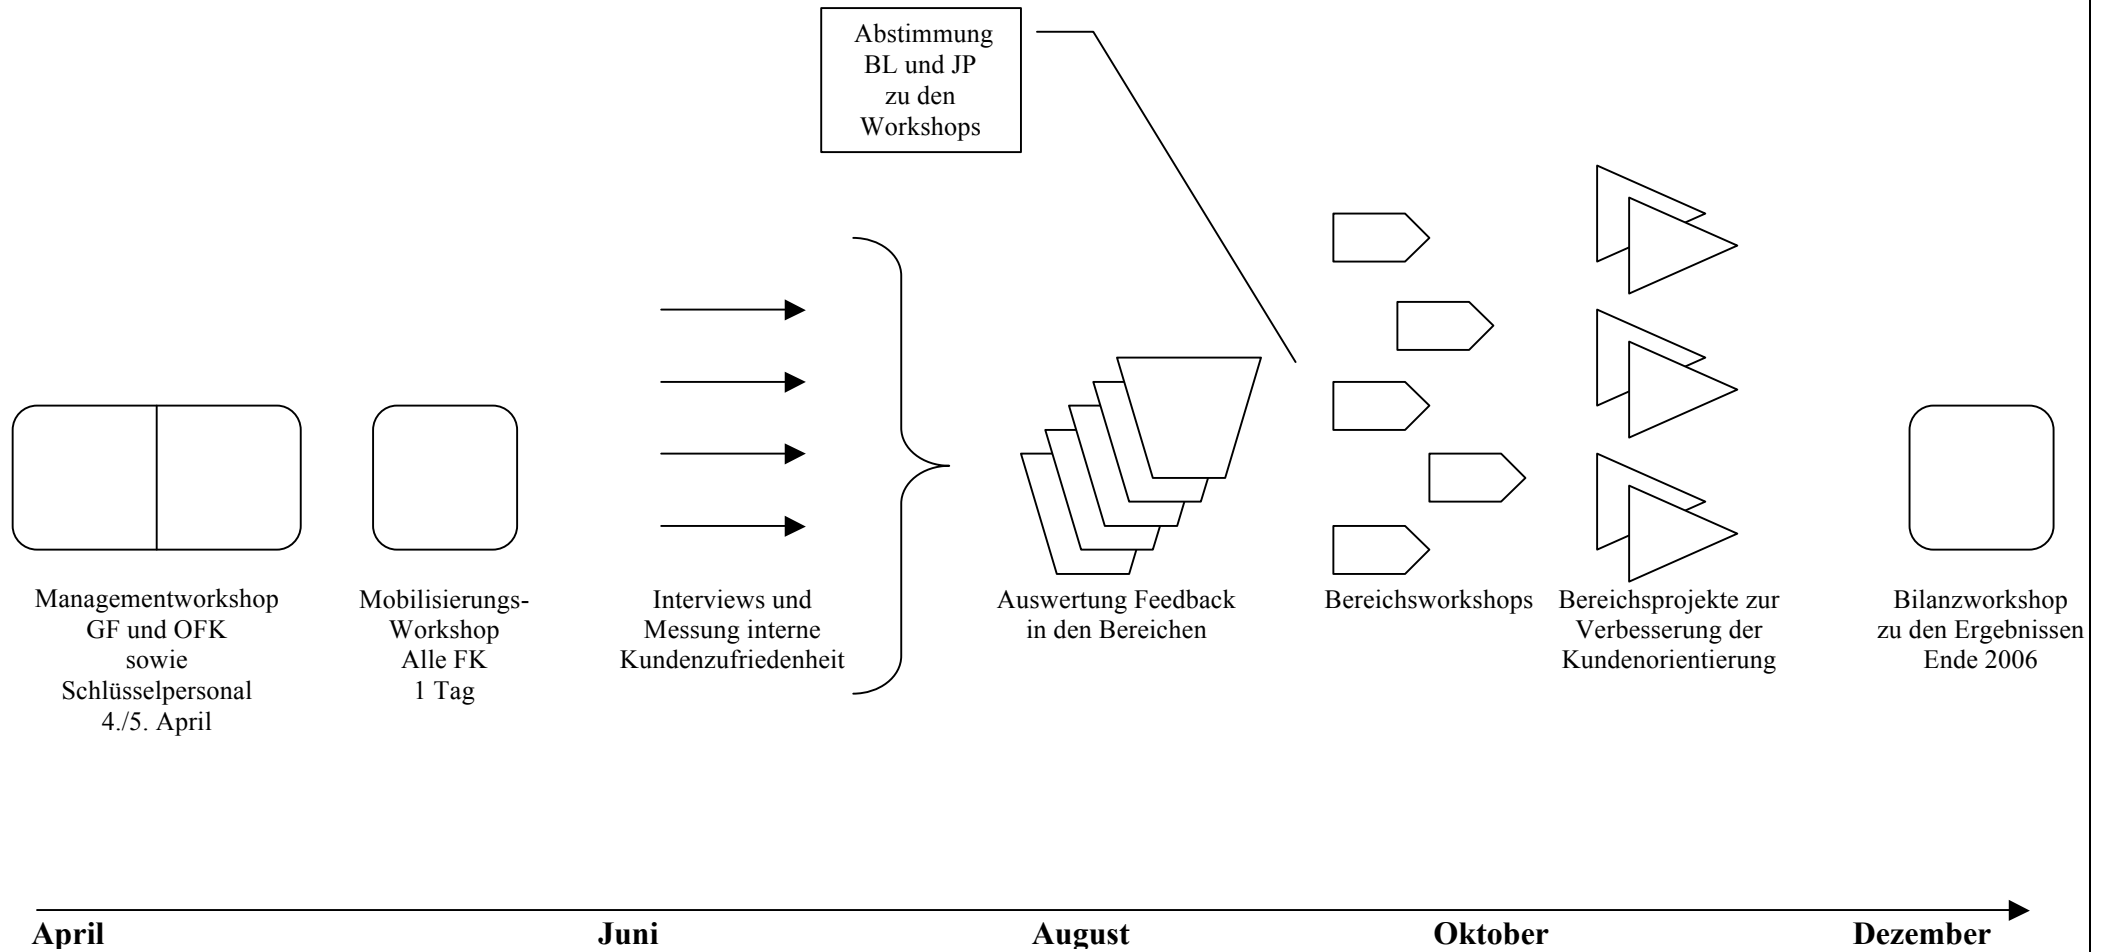 Abstimmung
BL und JP
zu den
Workshops
Managementworkshop
GF und OFK
sowie
Schlüsselpersonal
4./5. April
Mobilisierungs-
Workshop
Alle FK
1 Tag
Interviews und
Messung interne
Kundenzufriedenheit
Auswertung Feedback
in den Bereichen
Bereichsworkshops
Bereichsprojekte zur
Verbesserung der
Kundenorientierung
Bilanzworkshop
zu den Ergebnissen
Ende 2006
April
Juni
August
Oktober
Dezember